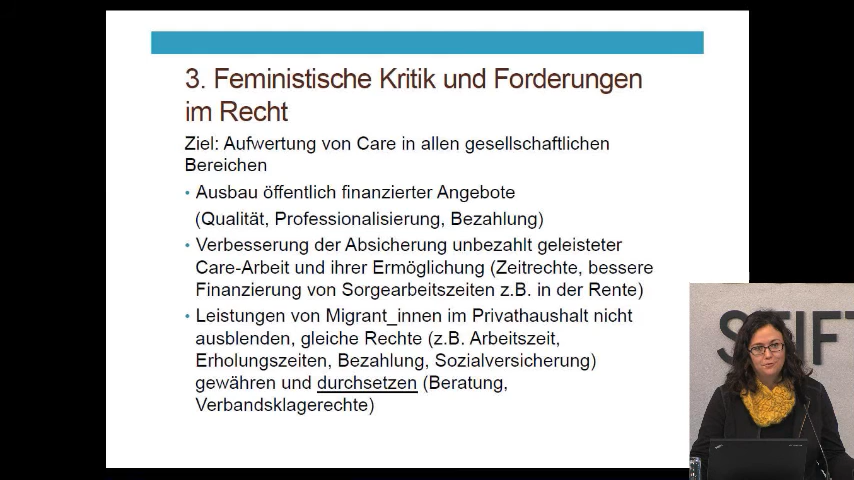 3. Feministische Kritik und Forderungen
im Recht
Ziel: Aufwertung von Care in allen gesellschaftlichen
Bereichen
• Ausbau öffentlich finanzierter Angebote
(Qualität, Professionalisierung, Bezahlung)
• Verbesserung der Absicherung unbezahlt geleisteter
Care-Arbeit und ihrer Ermöglichung (Zeitrechte, bessere
Finanzierung von Sorgearbeitszeiten z.B. in der Rente)
• Leistungen von Migrant_innen im Privathaushalt nicht
ausblenden, gleiche Rechte (z.B. Arbeitszeit,
Erholungszeiten, Bezahlung, Sozialversicherung)
gewähren und durchsetzen (Beratung,
Verbandsklagerechte)
STIFT